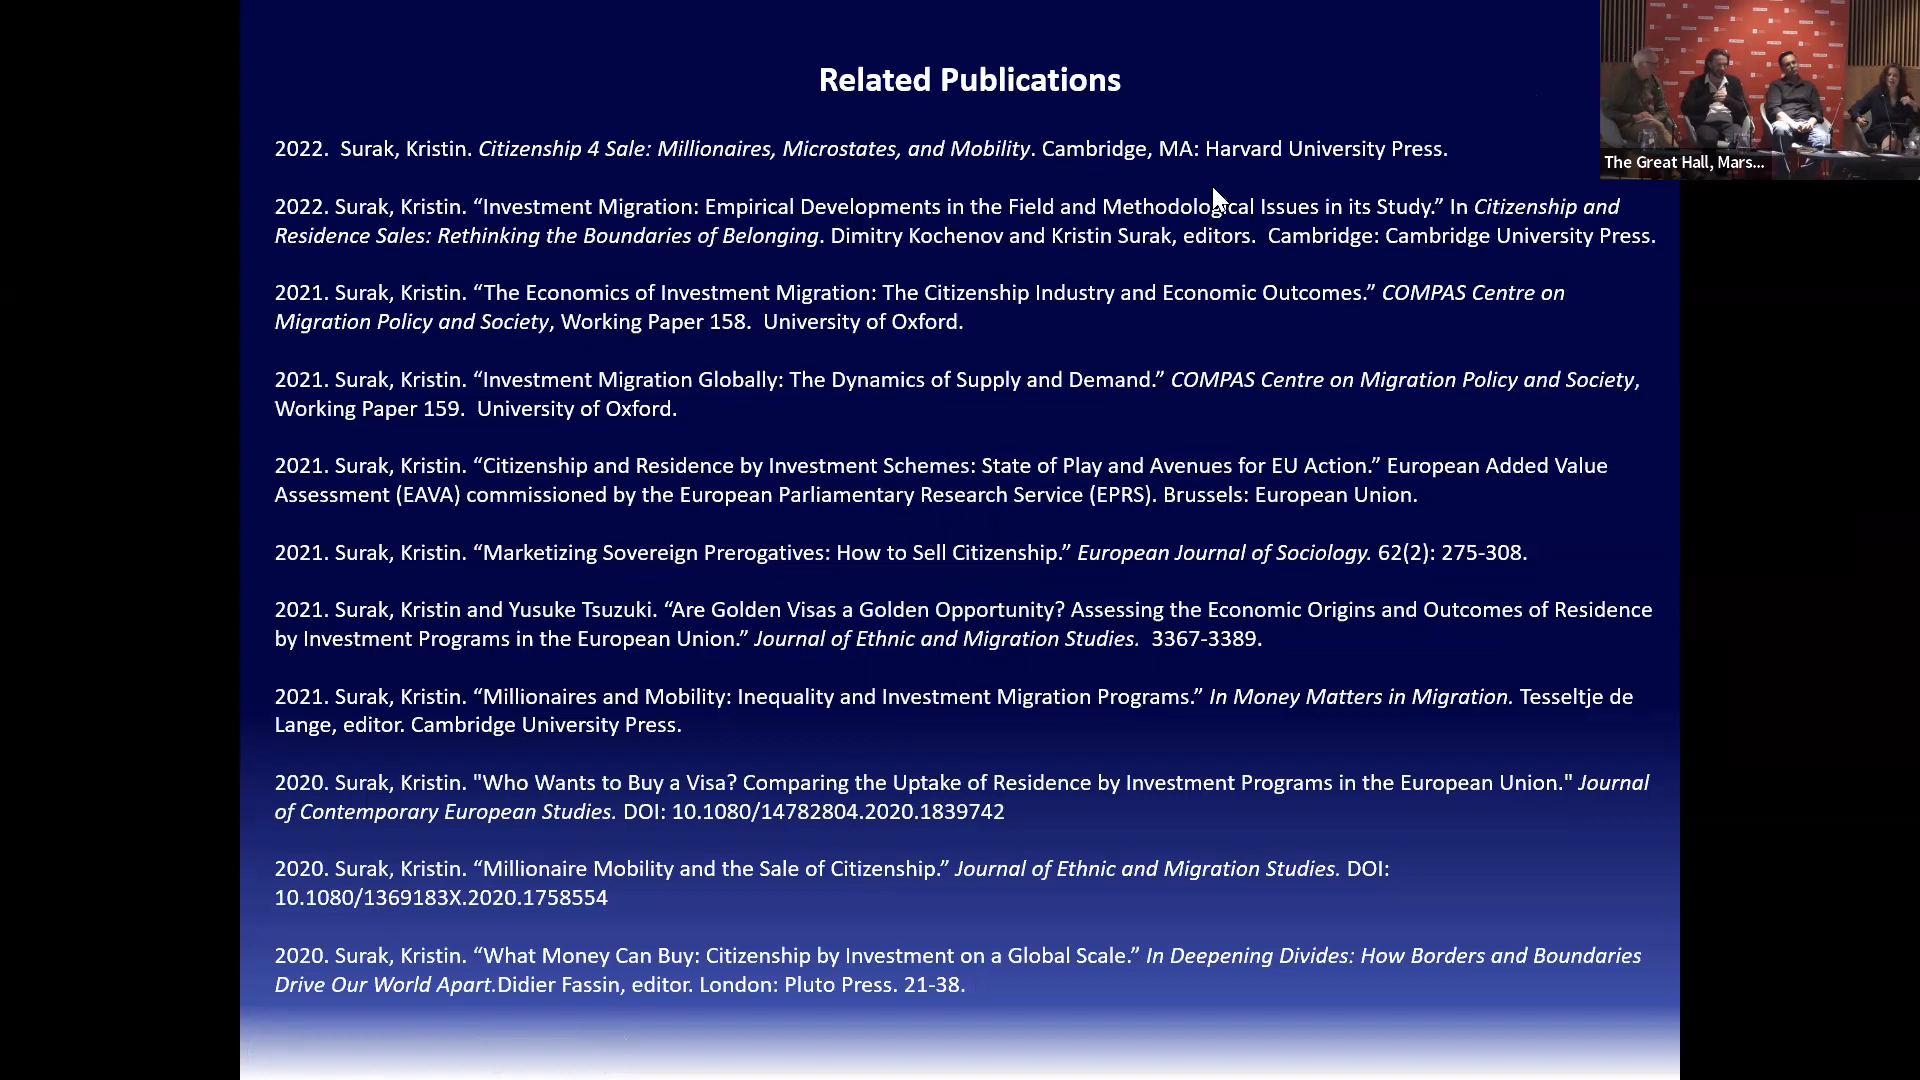 Related Publications
2022.  Surak, Kristin. Citizenship 4 Sale: Millionaires, Microstates, and Mobility. Cambridge, MA: Harvard University Press.
2022. Surak, Kristin. “Investment Migration: Empirical Developments in the Field and Methodological Issues in its Study.” In Citizenship and
Residence Sales: Rethinking the Boundaries of Belonging. Dimitry Kochenov and Kristin Surak, editors.  Cambridge: Cambridge University Press.
2021. Surak, Kristin. “The Economics of Investment Migration: The Citizenship Industry and Economic Outcomes.” COMPAS Centre on
Migration Policy and Society, Working Paper 158.  University of Oxford.
2021. Surak, Kristin. “Investment Migration Globally: The Dynamics of Supply and Demand.” COMPAS Centre on Migration Policy and Society,
Working Paper 159.  University of Oxford.
2021. Surak, Kristin. “Citizenship and Residence by Investment Schemes: State of Play and Avenues for EU Action.” European Added Value
Assessment (EAVA) commissioned by the European Parliamentary Research Service (EPRS). Brussels: European Union.
2021. Surak, Kristin. “Marketizing Sovereign Prerogatives: How to Sell Citizenship.” European Journal of Sociology. 62(2): 275-308.
2021. Surak, Kristin and Yusuke Tsuzuki. “Are Golden Visas a Golden Opportunity? Assessing the Economic Origins and Outcomes of Residence
by Investment Programs in the European Union.” Journal of Ethnic and Migration Studies.  3367-3389.
2021. Surak, Kristin. “Millionaires and Mobility: Inequality and Investment Migration Programs.” In Money Matters in Migration. Tesseltje de
Lange, editor. Cambridge University Press.
2020. Surak, Kristin. "Who Wants to Buy a Visa? Comparing the Uptake of Residence by Investment Programs in the European Union." Journal
of Contemporary European Studies. DOI: 10.1080/14782804.2020.1839742
2020. Surak, Kristin. “Millionaire Mobility and the Sale of Citizenship.” Journal of Ethnic and Migration Studies. DOI:
10.1080/1369183X.2020.1758554
2020. Surak, Kristin. “What Money Can Buy: Citizenship by Investment on a Global Scale.” In Deepening Divides: How Borders and Boundaries
Drive Our World Apart.Didier Fassin, editor. London: Pluto Press. 21-38.
The Great Hall, Mars...